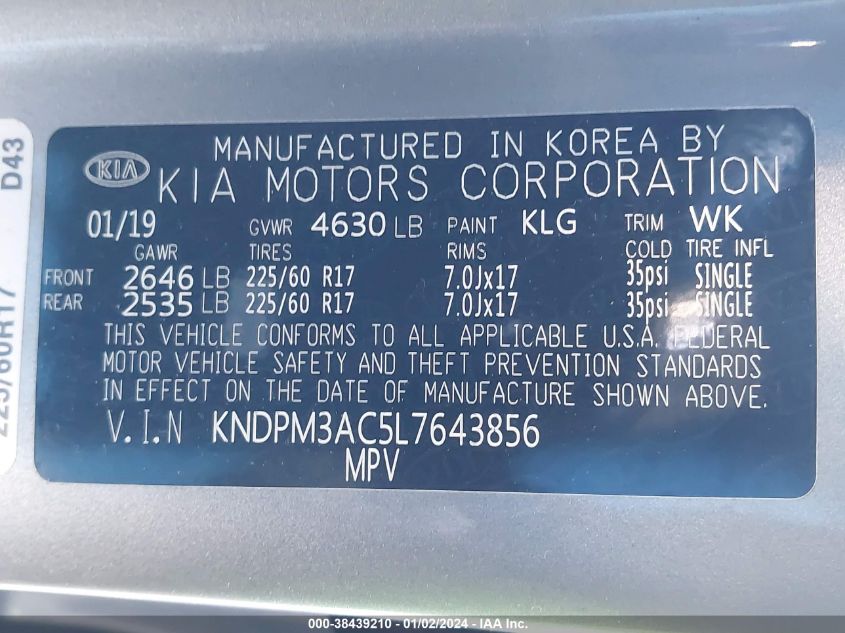 D43
225/60R17
KIA
MANUFACTURED IN KOREA BY
KIA MOTORS CORPORATION
01/19 GVWR 4630 LB PAINT KLG TRIM WK
GAWR TIRES RIMS COLD TIRE INFL
FRONT 2646 LB 225/60 R17 7.0Jx17 35psi SINGLE
REAR 2535 LB 225/60 R17 7.0Jx17 35psi SINGLE
THIS VEHICLE CONFORMS TO ALL APPLICABLE U.S.A. FEDERAL
MOTOR VEHICLE SAFETY AND THEFT PREVENTION STANDARDS
IN EFFECT ON THE DATE OF MANUFACTURE SHOWN ABOVE.
V.I.N KNDPM3AC5L7643856
MPV
000-38439210 - 01/02/2024 - KNA Inc.